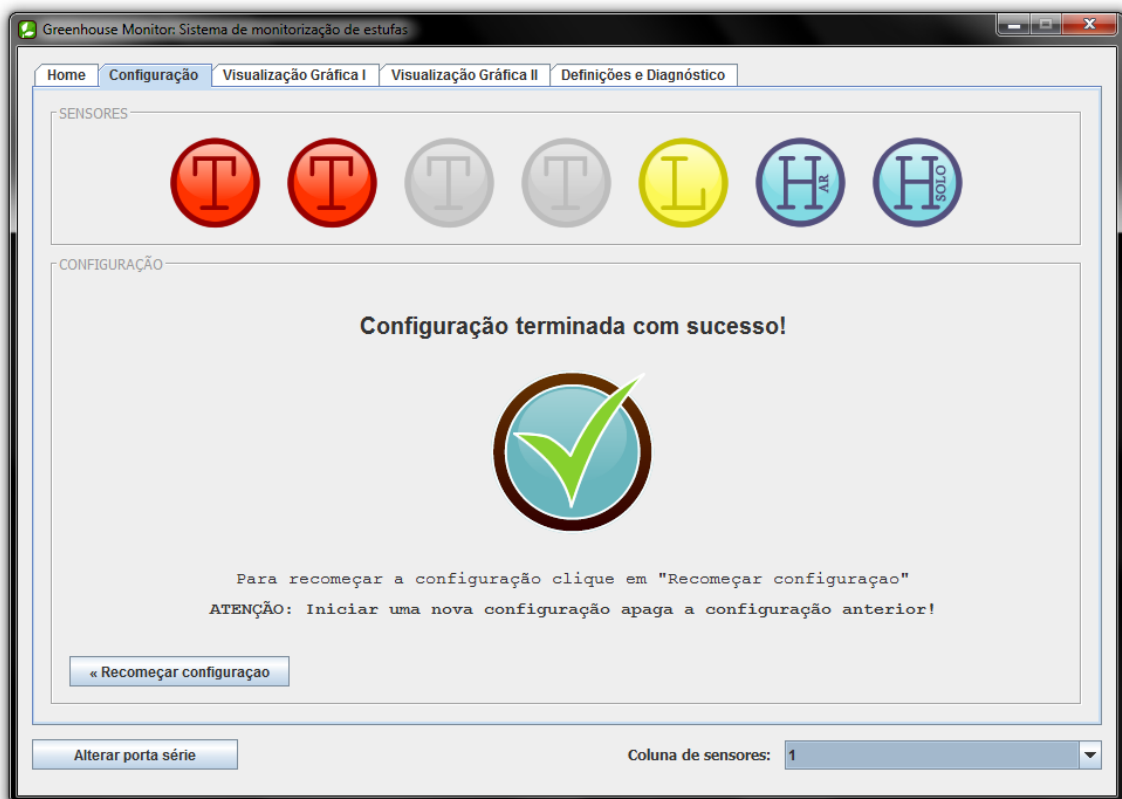 Greenhouse Monitor: Sistema de monitorização de estufas
Home Configuração Visualização Gráfica I Visualização Gráfica II Definições e Diagnóstico
SENSORES
T T T T L H AR H SOLO
CONFIGURAÇÃO
Configuração terminada com sucesso!
Para recomeçar a configuração clique em "Recomeçar configuraçao"
ATENÇÃO: Iniciar uma nova configuração apaga a configuração anterior!
« Recomeçar configuraçao
Alterar porta série Coluna de sensores: 1